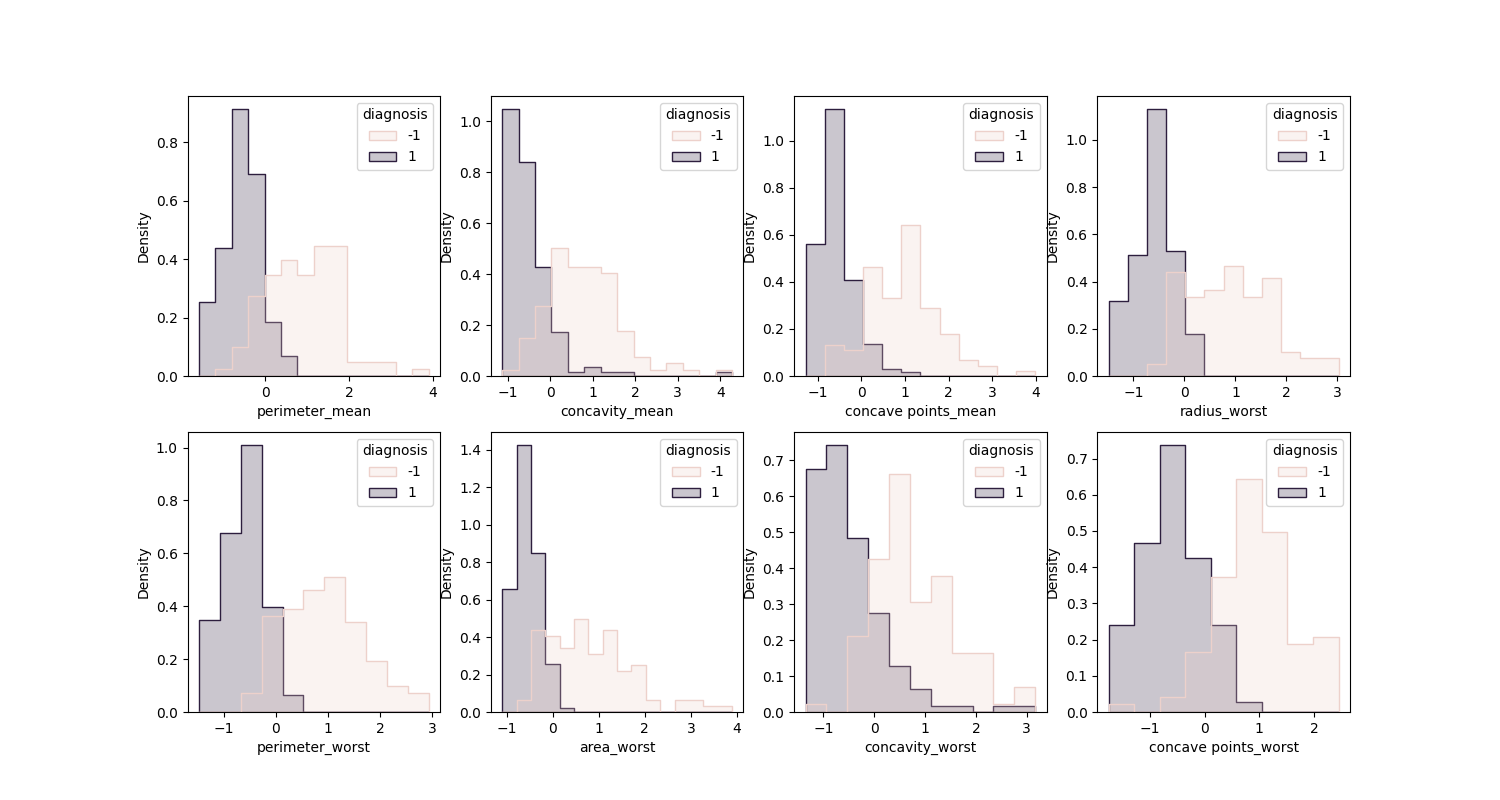 diagnosis
-1
1
Density
0.0
0.2
0.4
0.6
0.8
0 2 4
perimeter_mean
diagnosis
-1
1
Density
0.0
0.2
0.4
0.6
0.8
1.0
−1 0 1 2 3 4
concavity_mean
diagnosis
-1
1
Density
0.0
0.2
0.4
0.6
0.8
1.0
−1 0 1 2 3 4
concave points_mean
diagnosis
-1
1
Density
0.0
0.2
0.4
0.6
0.8
1.0
−1 0 1 2 3
radius_worst
diagnosis
-1
1
Density
0.0
0.2
0.4
0.6
0.8
1.0
−1 0 1 2 3
perimeter_worst
diagnosis
-1
1
Density
0.0
0.2
0.4
0.6
0.8
1.0
1.2
1.4
−1 0 1 2 3 4
area_worst
diagnosis
-1
1
Density
0.0
0.1
0.2
0.3
0.4
0.5
0.6
0.7
−1 0 1 2 3
concavity_worst
diagnosis
-1
1
Density
0.0
0.1
0.2
0.3
0.4
0.5
0.6
0.7
−1 0 1 2
concave points_worst